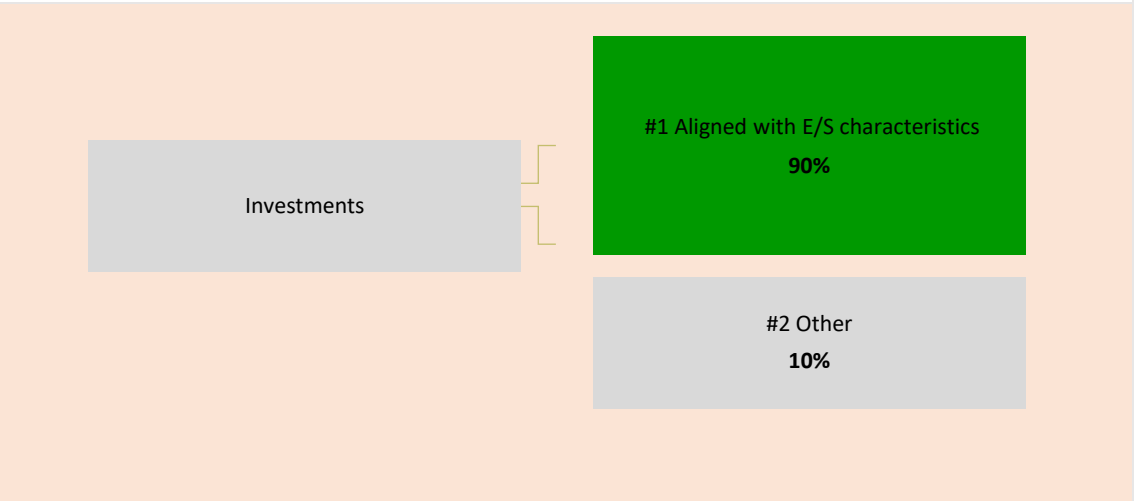 Investments
#1 Aligned with E/S characteristics
90%
#2 Other
10%